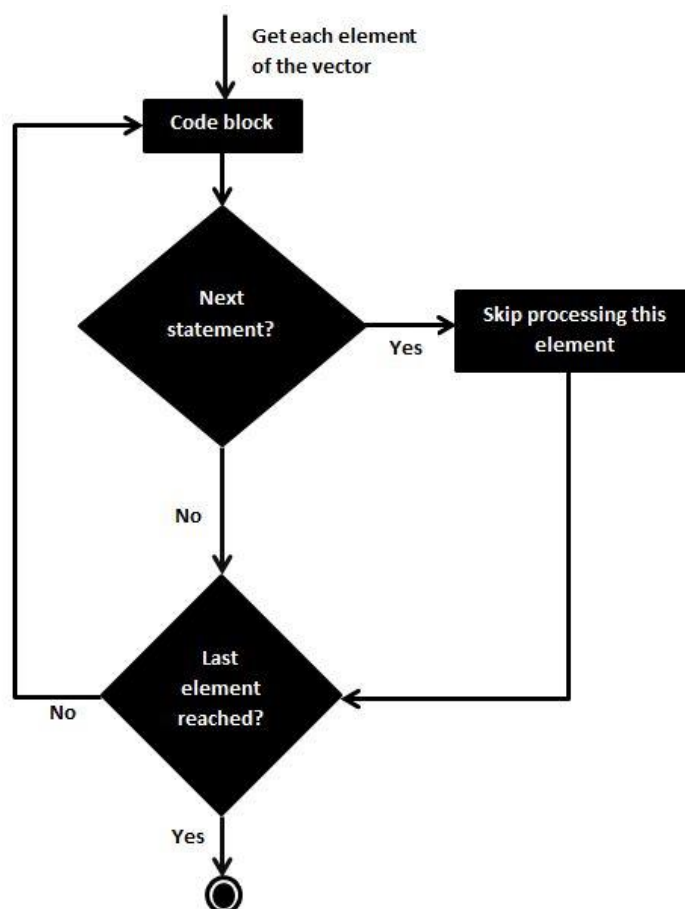 Get each element
of the vector
Code block
Next
statement?
Yes
Skip processing this
element
No
Last
element
reached?
No
Yes